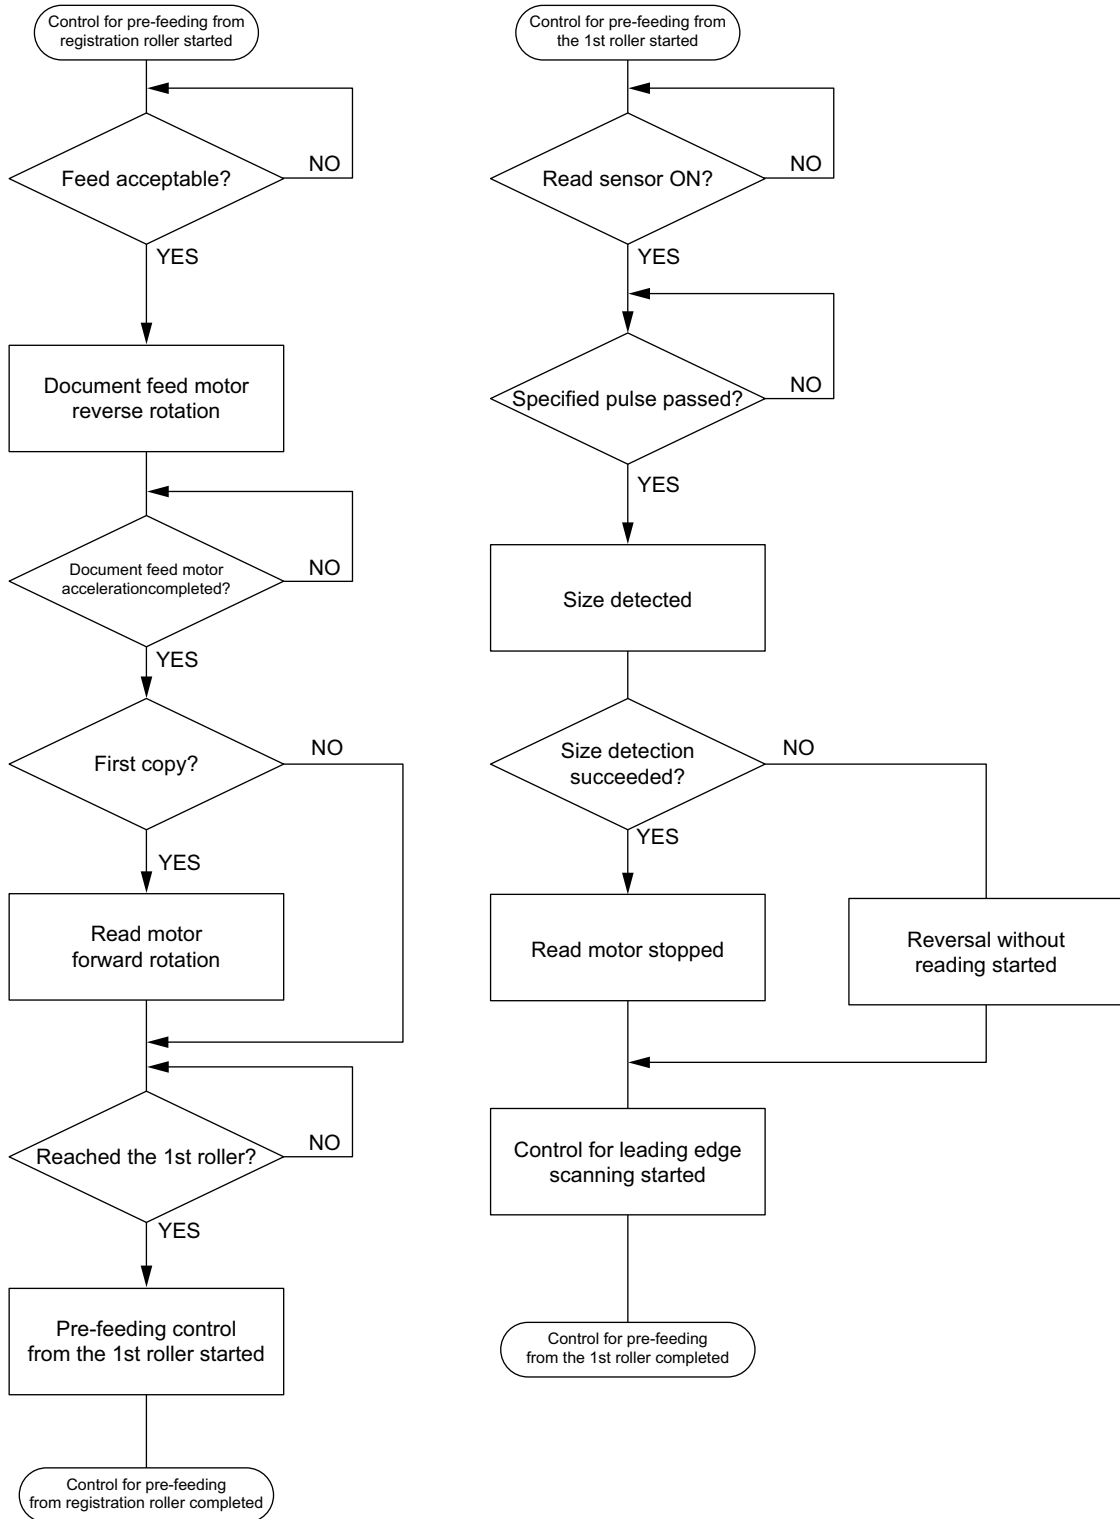 Control for pre-feeding from
registration roller started
Feed acceptable?
NO
YES
Document feed motor
reverse rotation
Document feed motor
accelerationcompleted?
NO
YES
First copy?
NO
YES
Read motor
forward rotation
Reached the 1st roller?
NO
YES
Pre-feeding control
from the 1st roller started
Control for pre-feeding
from registration roller completed
Control for pre-feeding from
the 1st roller started
Read sensor ON?
NO
YES
Specified pulse passed?
NO
YES
Size detected
Size detection
succeeded?
NO
YES
Read motor stopped
Reversal without
reading started
Control for leading edge
scanning started
Control for pre-feeding
from the 1st roller completed